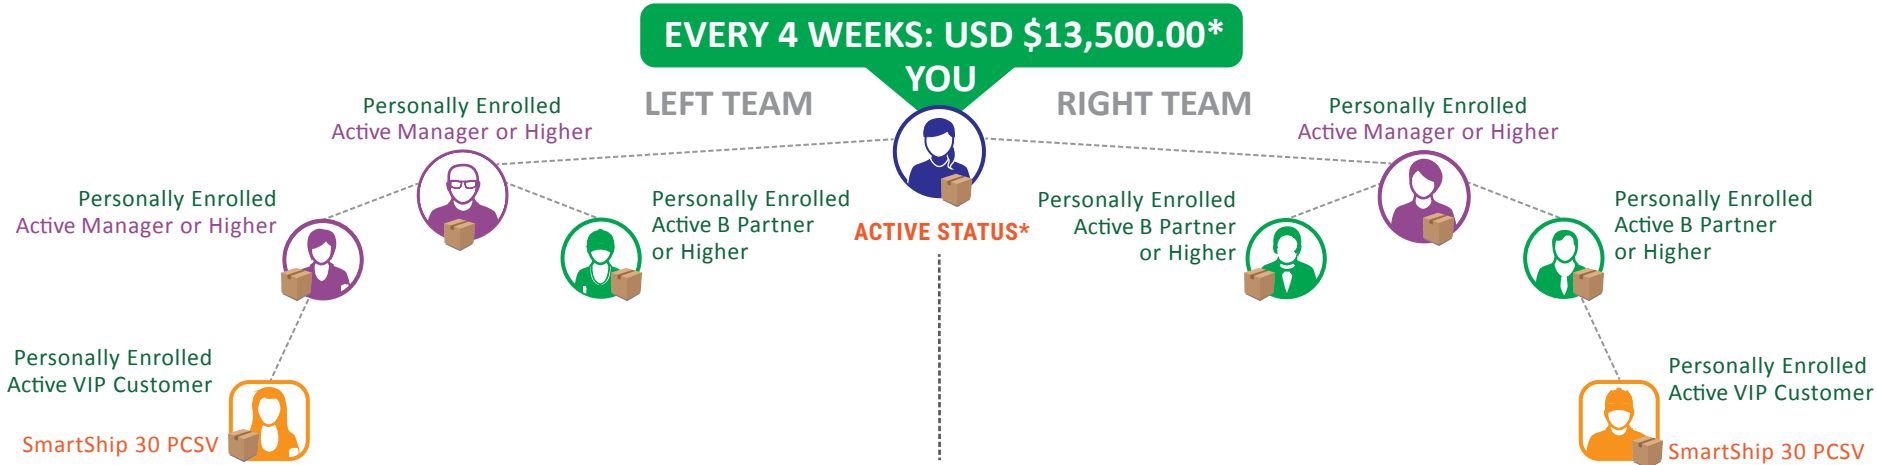 EVERY 4 WEEKS: USD $13,500.00*
YOU
LEFT TEAM
RIGHT TEAM
Personally Enrolled
Active Manager or Higher
Personally Enrolled
Active Manager or Higher
Personally Enrolled
Active Manager or Higher
Personally Enrolled
Active B Partner
or Higher
ACTIVE STATUS*
Personally Enrolled
Active B Partner
or Higher
Personally Enrolled
Active B Partner
or Higher
Personally Enrolled
Active VIP Customer
SmartShip 30 PCSV
Personally Enrolled
Active VIP Customer
SmartShip 30 PCSV